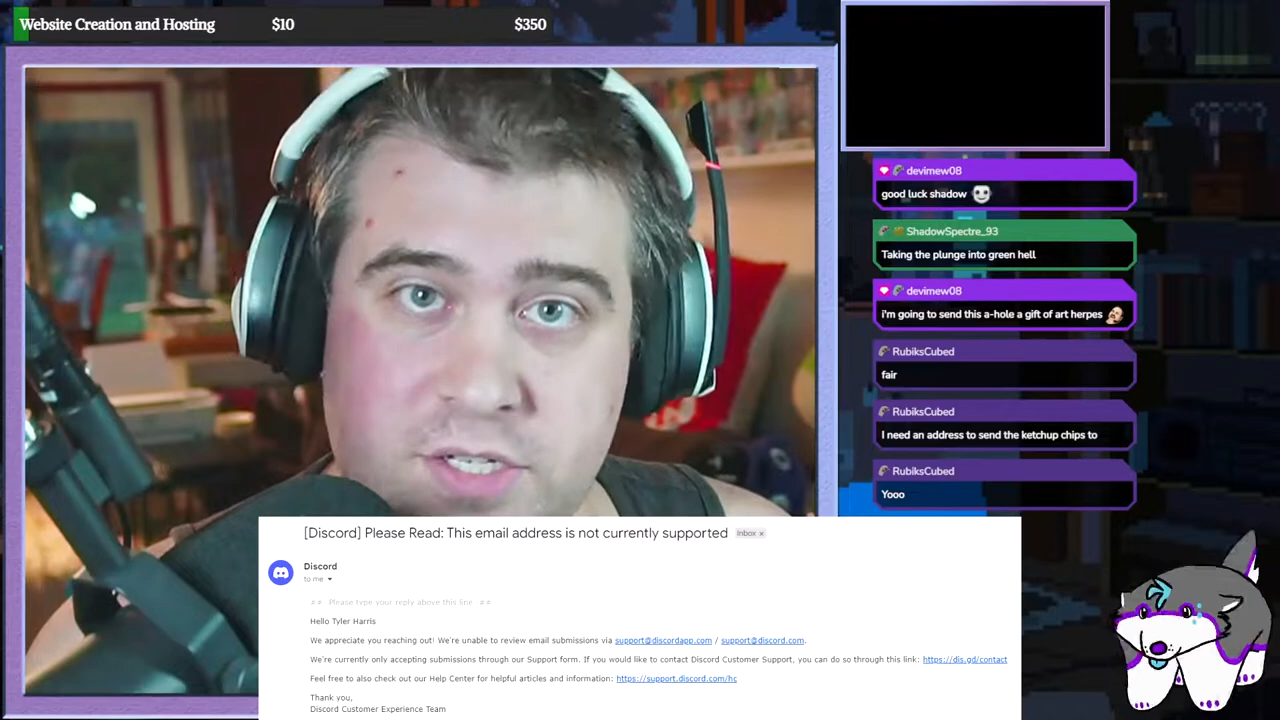 Website Creation and Hosting $10 $350
devimew08
good luck shadow
ShadowSpectre_93
Taking the plunge into green hell
devimew08
i'm going to send this a-hole a gift of art herpes
RubiksCubed
fair
RubiksCubed
I need an address to send the ketchup chips to
RubiksCubed
Yooo
[Discord] Please Read: This email address is not currently supported Inbox x
Discord
to me
## Please type your reply above this line ##
Hello Tyler Harris
We appreciate you reaching out! We're unable to review email submissions via support@discordapp.com / support@discord.com.
We're currently only accepting submissions through our Support form. If you would like to contact Discord Customer Support, you can do so through this link: https://dis.gd/contact
Feel free to also check out our Help Center for helpful articles and information: https://support.discord.com/hc
Thank you,
Discord Customer Experience Team